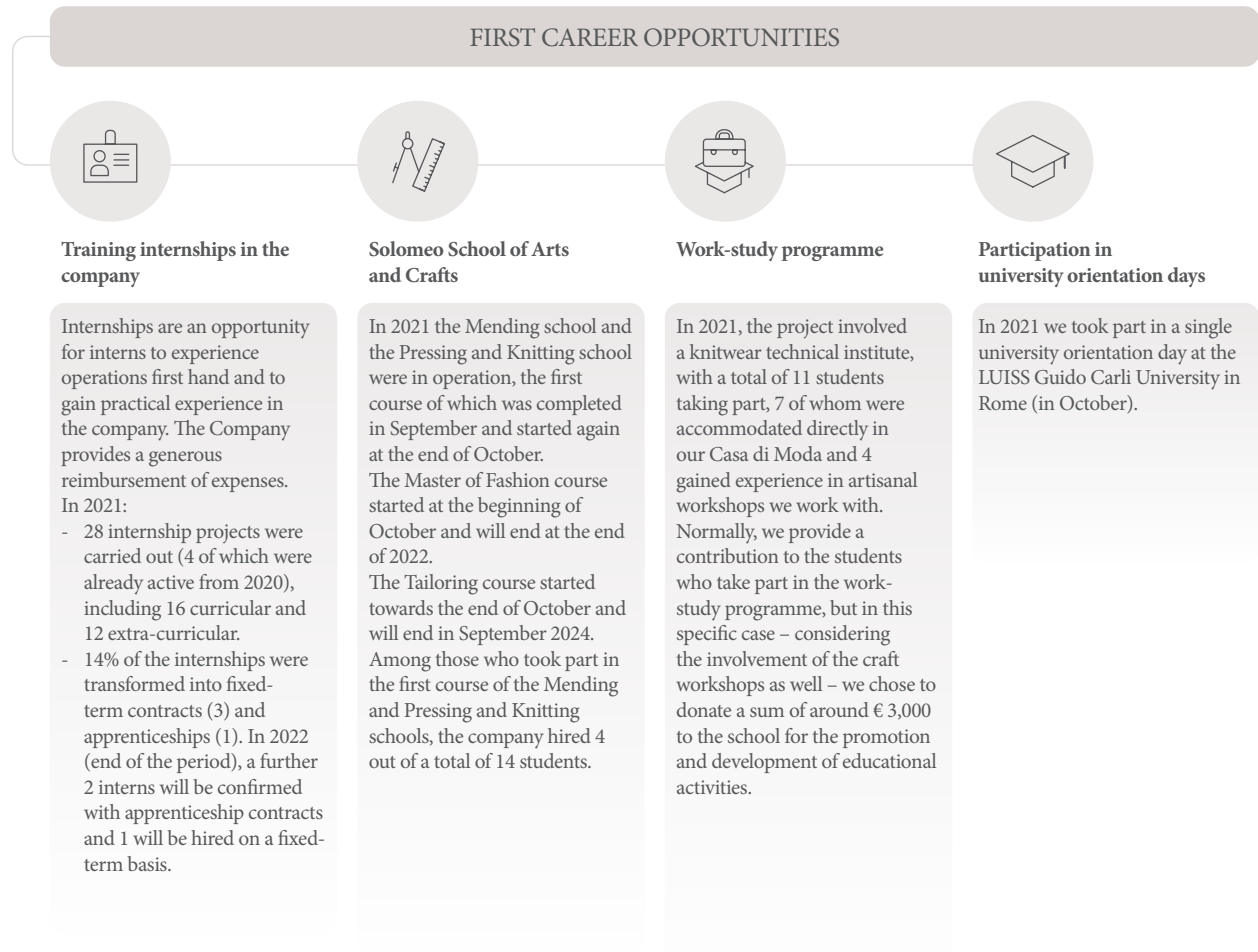 FIRST CAREER OPPORTUNITIES
Training internships in the
company
Internships are an opportunity
for interns to experience
operations first hand and to
gain practical experience in
the company. The Company
provides a generous
reimbursement of expenses.
In 2021:
- 28 internship projects were
carried out (4 of which were
already active from 2020),
including 16 curricular and
12 extra-curricular.
- 14% of the internships were
transformed into fixed-
term contracts (3) and
apprenticeships (1). In 2022
(end of the period), a further
2 interns will be confirmed
with apprenticeship contracts
and 1 will be hired on a fixed-
term basis.
Solomeo School of Arts
and Crafts
In 2021 the Mending school and
the Pressing and Knitting school
were in operation, the first
course of which was completed
in September and started again
at the end of October.
The Master of Fashion course
started at the beginning of
October and will end at the end
of 2022.
The Tailoring course started
towards the end of October and
will end in September 2024.
Among those who took part in
the first course of the Mending
and Pressing and Knitting
schools, the company hired 4
out of a total of 14 students.
Work-study programme
In 2021, the project involved
a knitwear technical institute,
with a total of 11 students
taking part, 7 of whom were
accommodated directly in
our Casa di Moda and 4
gained experience in artisanal
workshops we work with.
Normally, we provide a
contribution to the students
who take part in the work-
study programme, but in this
specific case – considering
the involvement of the craft
workshops as well – we chose to
donate a sum of around € 3,000
to the school for the promotion
and development of educational
activities.
Participation in
university orientation days
In 2021 we took part in a single
university orientation day at the
LUISS Guido Carli University in
Rome (in October).